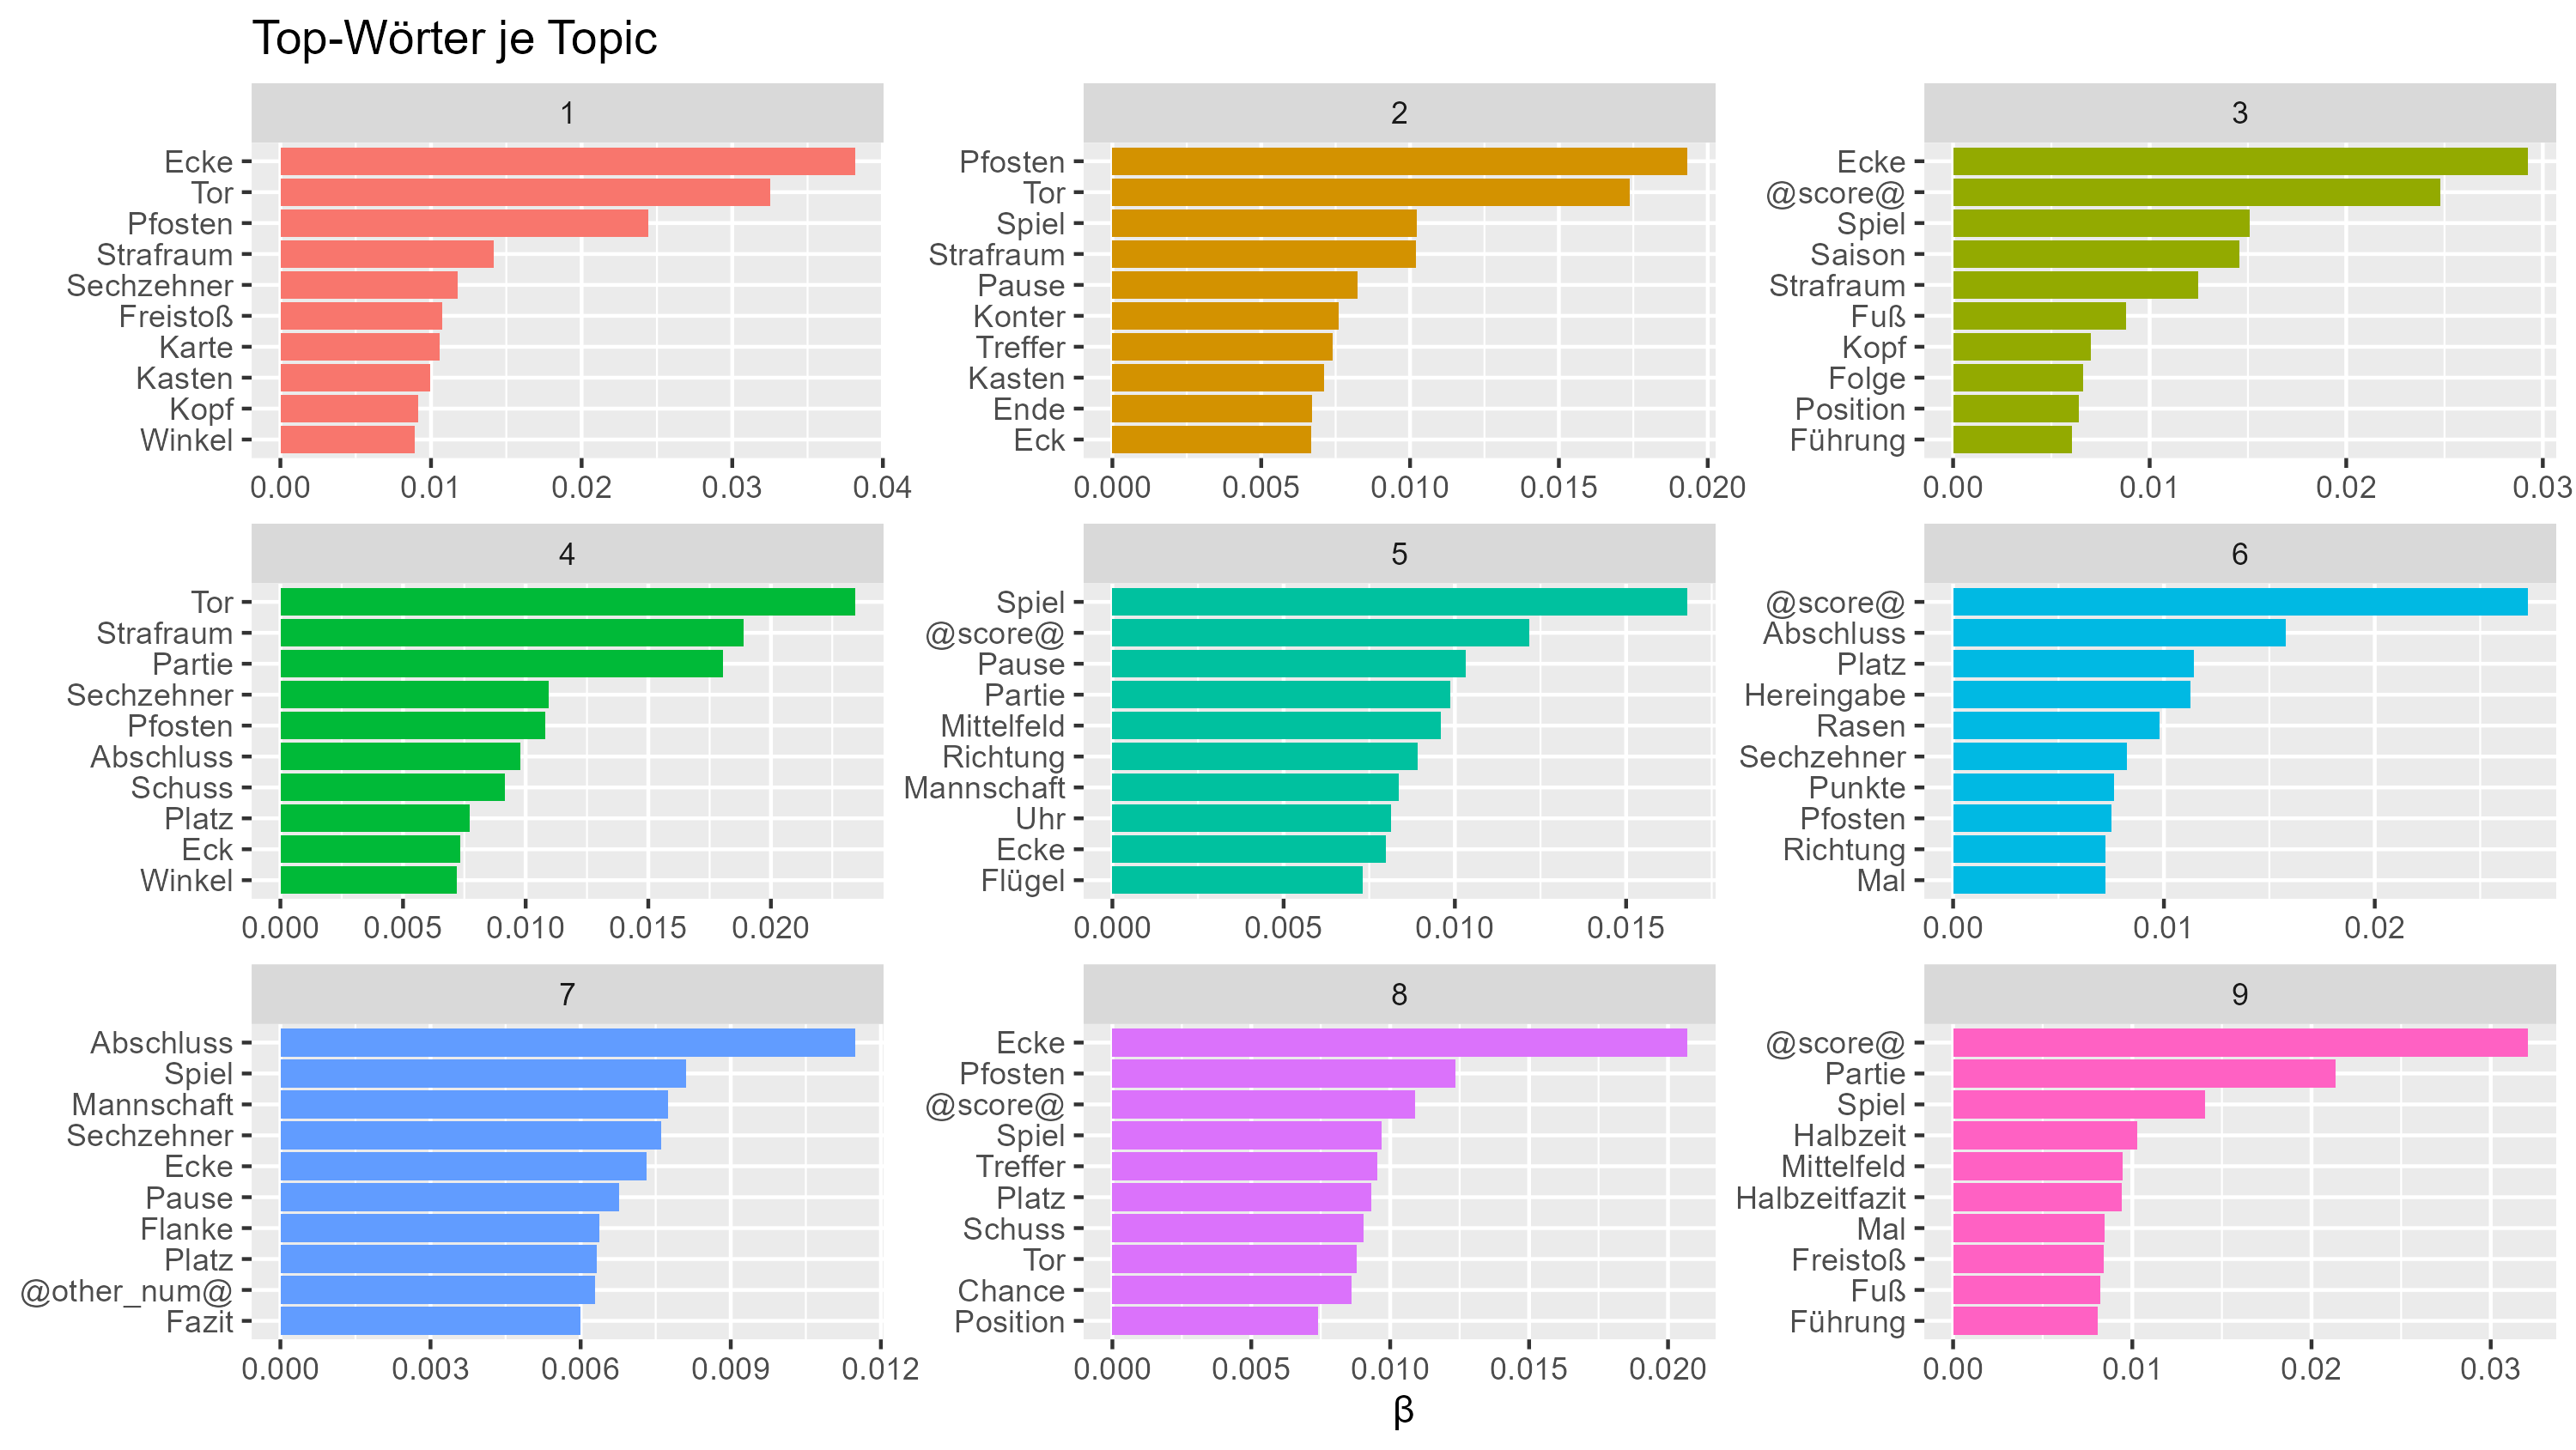 Top-Wörter je Topic
1
Ecke
Tor
Pfosten
Strafraum
Sechzehner
Freistoß
Karte
Kasten
Kopf
Winkel
0.00 0.01 0.02 0.03 0.04
2
Pfosten
Tor
Spiel
Strafraum
Pause
Konter
Treffer
Kasten
Ende
Eck
0.000 0.005 0.010 0.015 0.020
3
Ecke
@score@
Spiel
Saison
Strafraum
Fuß
Kopf
Folge
Position
Führung
0.00 0.01 0.02 0.03
4
Tor
Strafraum
Partie
Sechzehner
Pfosten
Abschluss
Schuss
Platz
Eck
Winkel
0.000 0.005 0.010 0.015 0.020
5
Spiel
@score@
Pause
Partie
Mittelfeld
Richtung
Mannschaft
Uhr
Ecke
Flügel
0.000 0.005 0.010 0.015
6
@score@
Abschluss
Platz
Hereingabe
Rasen
Sechzehner
Punkte
Pfosten
Richtung
Mal
0.00 0.01 0.02
7
Abschluss
Spiel
Mannschaft
Sechzehner
Ecke
Pause
Flanke
Platz
@other_num@
Fazit
0.000 0.003 0.006 0.009 0.012
8
Ecke
Pfosten
@score@
Spiel
Treffer
Platz
Schuss
Tor
Chance
Position
0.000 0.005 0.010 0.015 0.020
9
@score@
Partie
Spiel
Halbzeit
Mittelfeld
Halbzeitfazit
Mal
Freistoß
Fuß
Führung
0.00 0.01 0.02 0.03
β